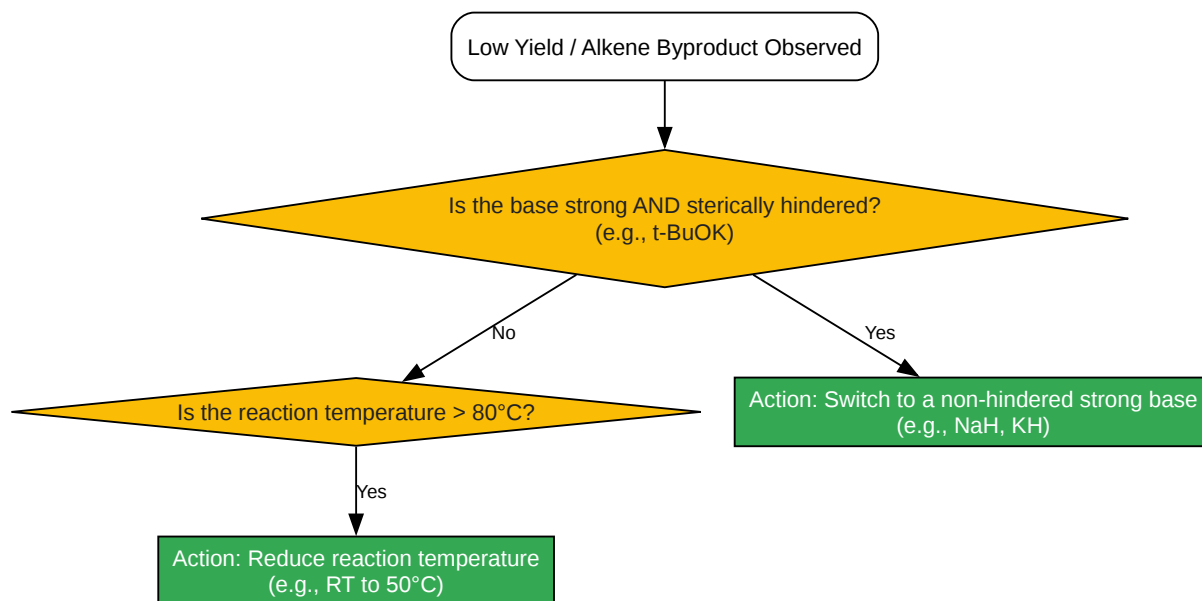 Low Yield / Alkene Byproduct Observed
Is the base strong AND sterically hindered?
(e.g., t-BuOK)
No
Yes
Is the reaction temperature > 80°C?
Action: Switch to a non-hindered strong base
(e.g., NaH, KH)
Yes
Action: Reduce reaction temperature
(e.g., RT to 50°C)